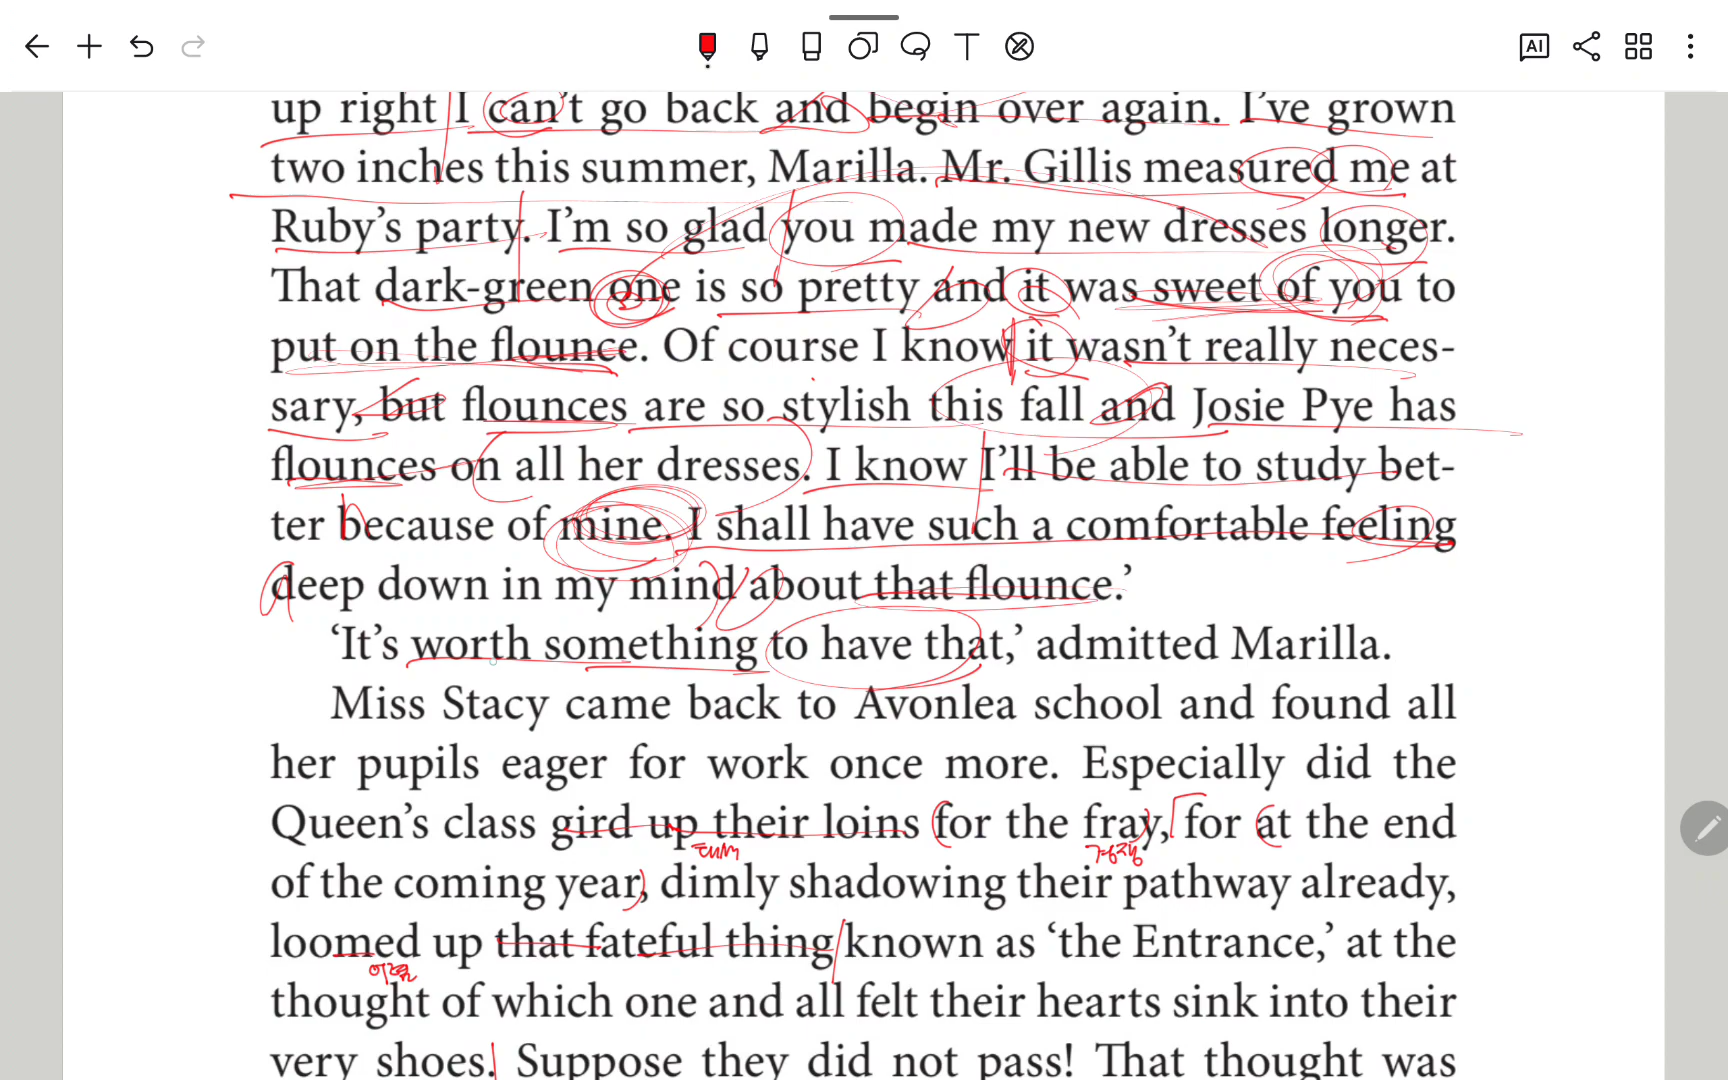 AI
up right I can't go back and begin over again. I've grown
two inches this summer, Marilla. Mr. Gillis measured me at
Ruby's party. I'm so glad you made my new dresses longer.
That dark-green one is so pretty and it was sweet of you to
put on the flounce. Of course I know it wasn't really neces-
sary, but flounces are so stylish this fall and Josie Pye has
flounces on all her dresses. I know I'll be able to study bet-
ter because of mine. I shall have such a comfortable feeling
deep down in my mind about that flounce.’
‘It's worth something to have that,’ admitted Marilla.
Miss Stacy came back to Avonlea school and found all
her pupils eager for work once more. Especially did the
Queen's class gird up their loins for the fray, for at the end
of the coming year, dimly shadowing their pathway already,
loomed up that fateful thing known as ‘the Entrance,’ at the
thought of which one and all felt their hearts sink into their
very shoes. Suppose they did not pass! That thought was